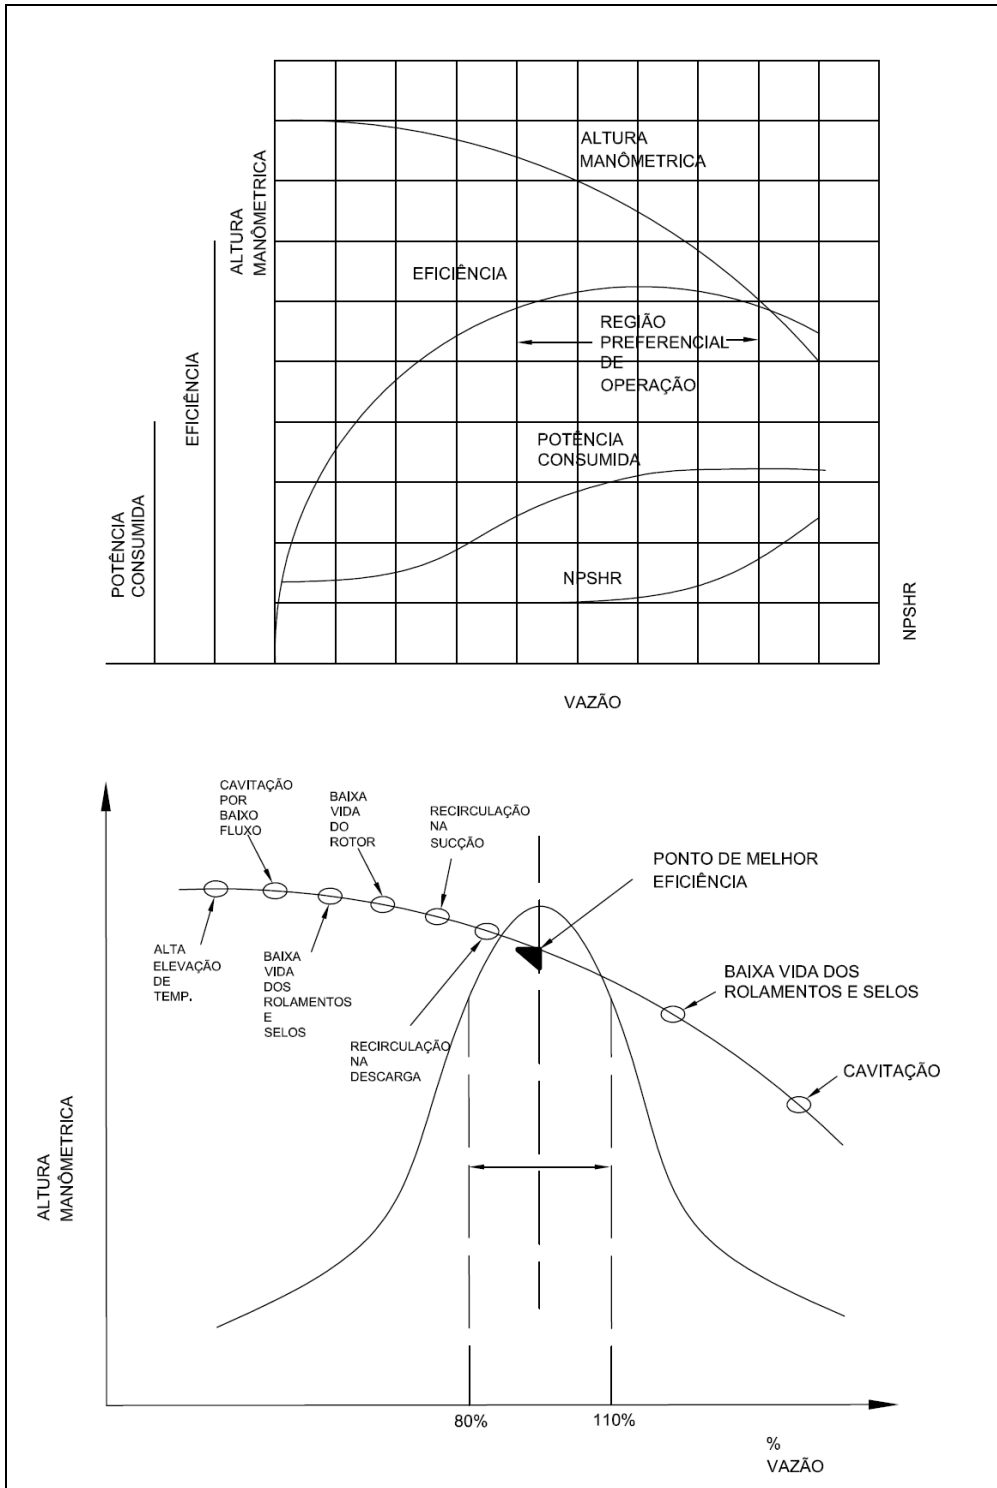 ALTURA
MANÔMETRICA
ALTURA
MANÔMETRICA
EFICIÊNCIA
REGIÃO
PREFERENCIAL
DE
OPERAÇÃO
EFICIÊNCIA
POTÊNCIA
CONSUMIDA
POTÊNCIA
CONSUMIDA
NPSHR
NPSHR
VAZÃO
CAVITAÇÃO
POR
BAIXO
FLUXO
BAIXA
VIDA
DO
ROTOR
RECIRCULAÇÃO
NA
SUCÇÃO
PONTO DE MELHOR
EFICIÊNCIA
ALTA
ELEVAÇÃO
DE
TEMP.
BAIXA
VIDA
DOS
ROLAMENTOS
E
SELOS
RECIRCULAÇÃO
NA
DESCARGA
BAIXA VIDA DOS
ROLAMENTOS E SELOS
CAVITAÇÃO
ALTURA
MANÔMETRICA
80%
110%
%
VAZÃO